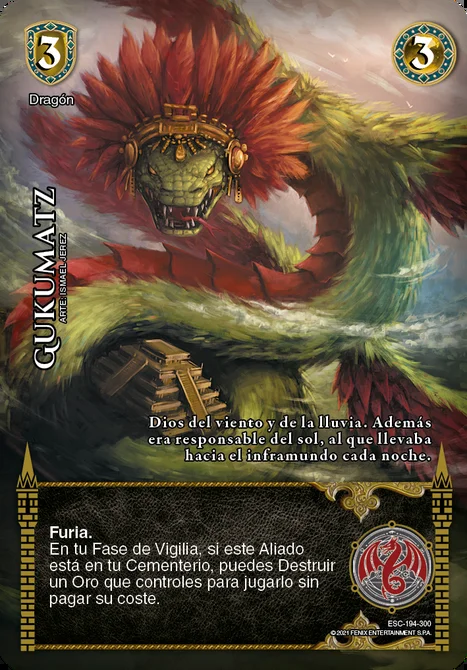 3
3
Dragón
GUKUMATZ
ARTE: ISMAEL JEREZ
Dios del viento y de la lluvia. Además
era responsable del sol, al que llevaba
hacia el inframundo cada noche.
Furia.
En tu Fase de Vigilia, si este Aliado
está en tu Cementerio, puedes Destruir
un Oro que controles para jugarlo sin
pagar su coste.
ESC-194-300
©2021 FENIX ENTERTAINMENT S.P.A.